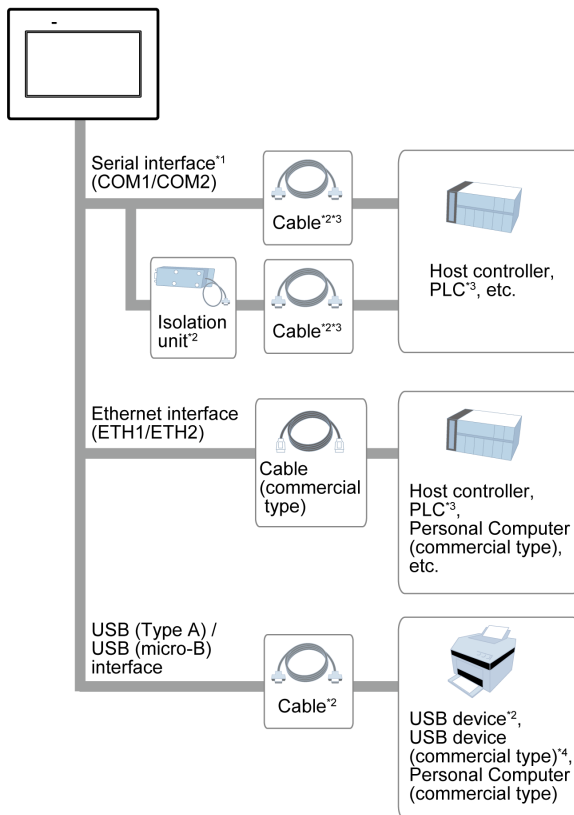 Serial interface*1
(COM1/COM2)
Cable*2*3
Isolation
unit*2
Cable*2*3
Host controller,
PLC*3, etc.
Ethernet interface
(ETH1/ETH2)
Cable
(commercial
type)
Host controller,
PLC*3,
Personal Computer
(commercial type),
etc.
USB (Type A) /
USB (micro-B)
interface
Cable*2
USB device*2,
USB device
(commercial type)*4,
Personal Computer
(commercial type)